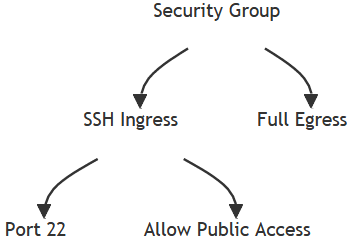 Security Group
SSH Ingress
Full Egress
Port 22
Allow Public Access